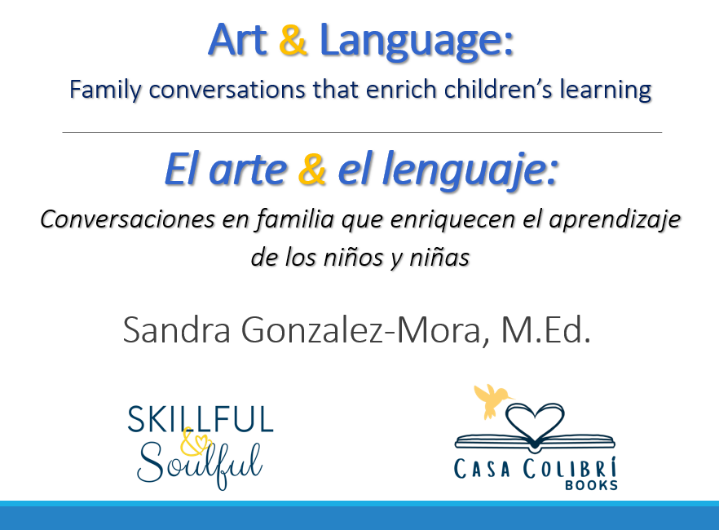 Art & Language:
Family conversations that enrich children’s learning
El arte & el lenguaje:
Conversaciones en familia que enriquecen el aprendizaje
de los niños y niñas
Sandra Gonzalez-Mora, M.Ed.
SKILLFUL
&
Soulful
CASA COLIBRÍ
BOOKS